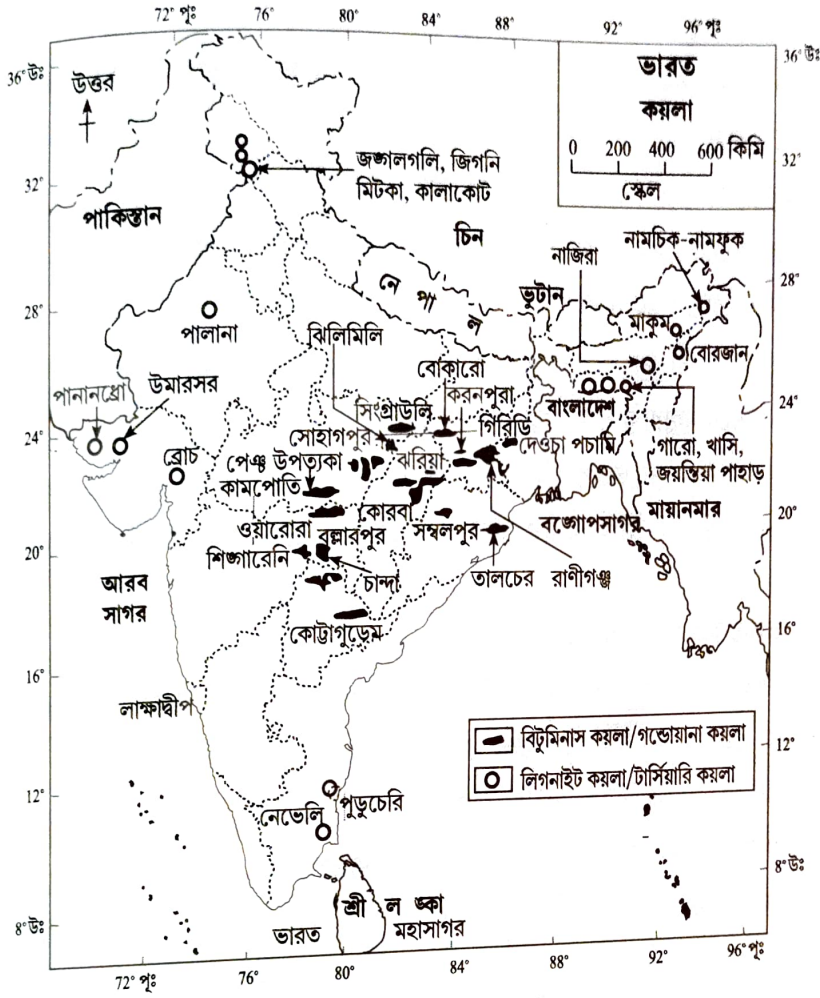 72° পূঃ
76°
80°
84°
88°
92°
96° পূঃ
36° উঃ
উত্তর
ভারত
কয়লা
0 200 400 600 কিমি
স্কেল
36° উঃ
32°
জঙ্গলগলি, জিগনি
মিটকা, কালাকোট
32°
পাকিস্তান
চিন
নামচিক-নামফুক
নাজিরা
28°
নেপাল
ভুটান
মাকুম
বোরজান
28°
পালানা
ঝিলিমিলি
বোকারো
করনপুরা
24°
পানানধ্রো
উমারসর
সিংগ্রাউলি
গিরিডি
বাংলাদেশ
24°
ব্রোচ
সোহাগপুর
দেওচা পচামি
গারো, খাসি,
জয়ন্তিয়া পাহাড়
পেঞ্চ উপত্যকা
ঝরিয়া
কামপোতি
কোরবা
মায়ানমার
20°
ওয়ারোরা
বল্লারপুর
সম্বলপুর
বঙ্গোপসাগর
20°
শিঙ্গারেনি
চান্দা
তালচের
রাণীগঞ্জ
আরব
সাগর
কোট্টাগুডেম
16°
16°
লাক্ষাদ্বীপ
বিটুমিনাস কয়লা/গন্ডোয়ানা কয়লা
লিগনাইট কয়লা/টার্সিয়ারি কয়লা
12°
12°
নেভেলি
পুডুচেরি
8° উঃ
শ্রী ল ঙ্কা
8° উঃ
ভারত
মহাসাগর
72° পূঃ
76°
80°
84°
88°
92°
96° পূঃ